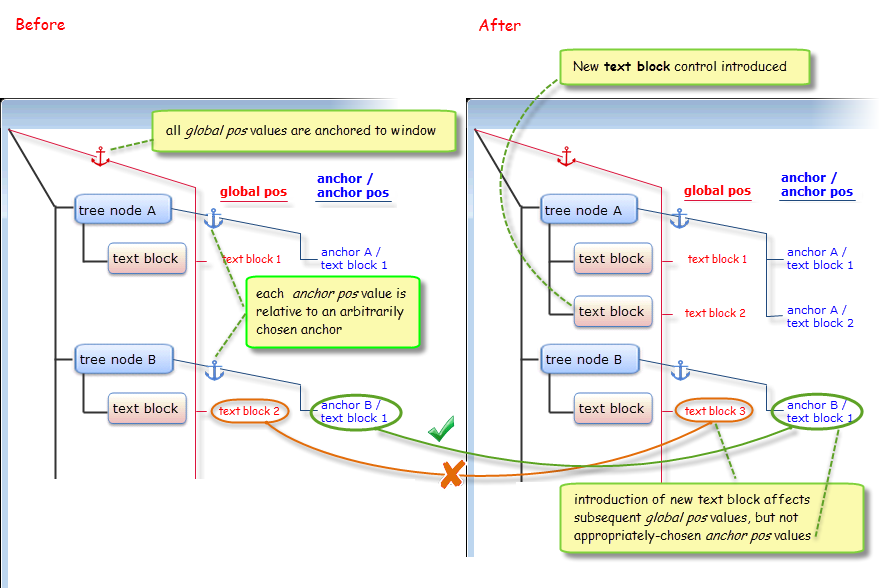 Before
all global pos values are anchored to window
global pos
anchor /
anchor pos
tree node A
text block
text block 1
anchor A /
text block 1
each anchor pos value is
relative to an arbitrarily
chosen anchor
tree node B
text block
text block 2
anchor B /
text block 1
After
New text block control introduced
global pos
anchor /
anchor pos
tree node A
text block
text block 1
anchor A /
text block 1
text block
text block 2
anchor A /
text block 2
tree node B
text block
text block 3
anchor B /
text block 1
introduction of new text block affects
subsequent global pos values, but not
appropriately-chosen anchor pos values